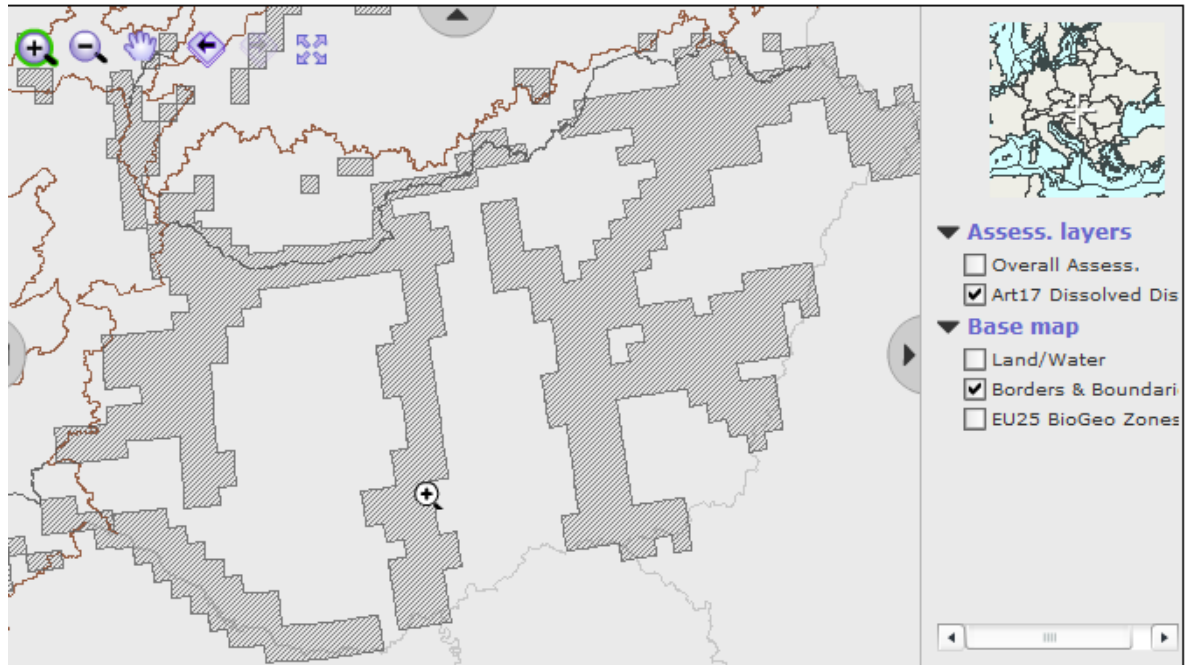 Assess. layers
Overall Assess.
Art17 Dissolved Dis
Base map
Land/Water
Borders & Boundari
EU25 BioGeo Zones